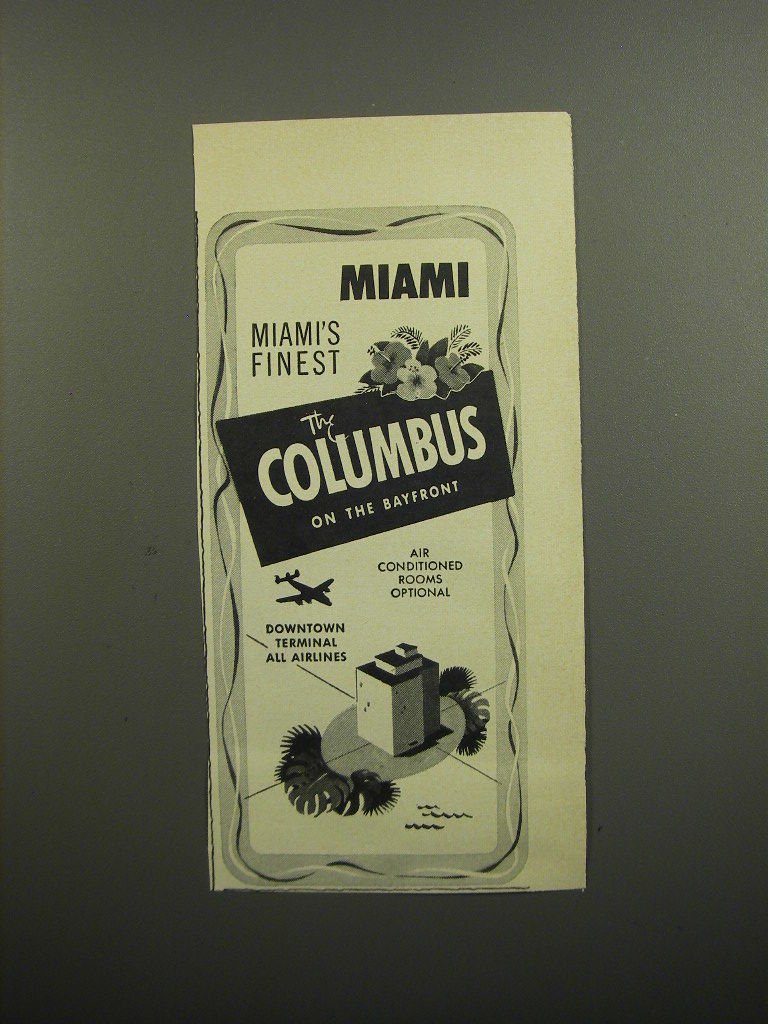 MIAMI
MIAMI'S
FINEST
The
COLUMBUS
ON THE BAYFRONT
AIR
CONDITIONED
ROOMS
OPTIONAL
DOWNTOWN
TERMINAL
ALL AIRLINES